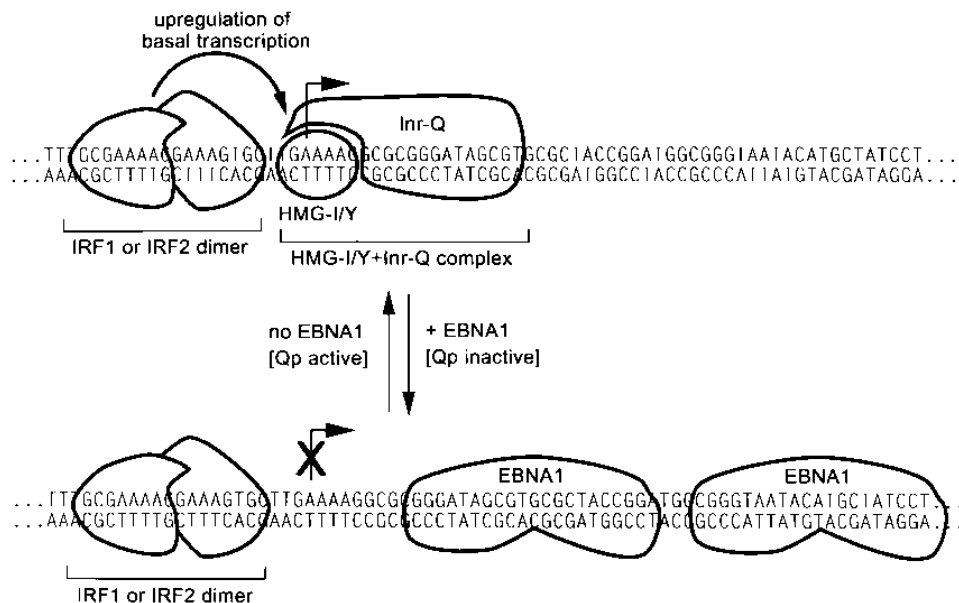 upregulation of
basal transcription
Inr-Q
...TTTGCGAAAACGAAAGTGCTTGAAAAGGCGCGGGATAGCGTGCGCTACCGGATGGCGGGTAATACATGCTATCCT...
...AAACGCTTTTGCTTTCACGAACTTTTCCGCGCCCTATCGCACGCGATGGCCTACCGCCCATTATGTACGATAGGA...
HMG-I/Y
IRF1 or IRF2 dimer
HMG-I/Y+Inr-Q complex
no EBNA1
[Qp active]
+ EBNA1
[Qp inactive]
X
EBNA1
EBNA1
...TTTGCGAAAACGAAAGTGCTTGAAAAGGCGCGGGATAGCGTGCGCTACCGGATGGCGGGTAATACATGCTATCCT...
...AAACGCTTTTGCTTTCACGAACTTTTCCGCGCCCTATCGCACGCGATGGCCTACCGCCCATTATGTACGATAGGA...
IRF1 or IRF2 dimer